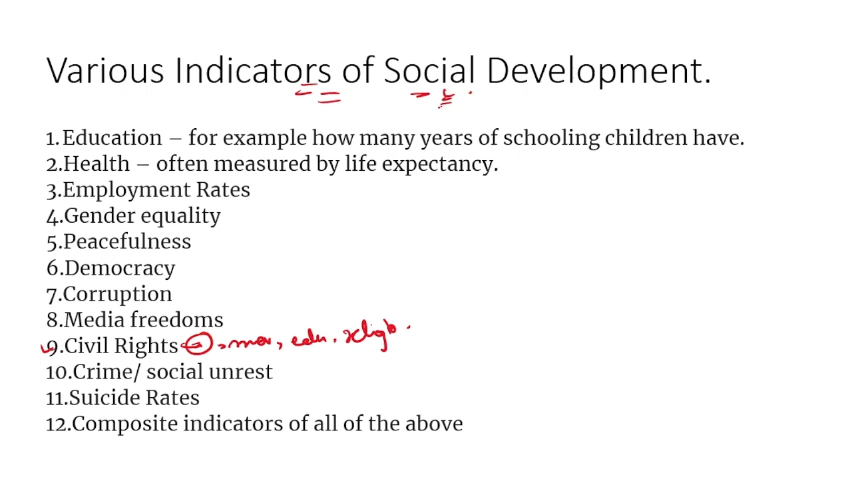 Various Indicators of Social Development.
1.Education – for example how many years of schooling children have.
2.Health – often measured by life expectancy.
3.Employment Rates
4.Gender equality
5.Peacefulness
6.Democracy
7.Corruption
8.Media freedoms
9.Civil Rights , edu.
10.Crime/ social unrest
11.Suicide Rates
12.Composite indicators of all of the above